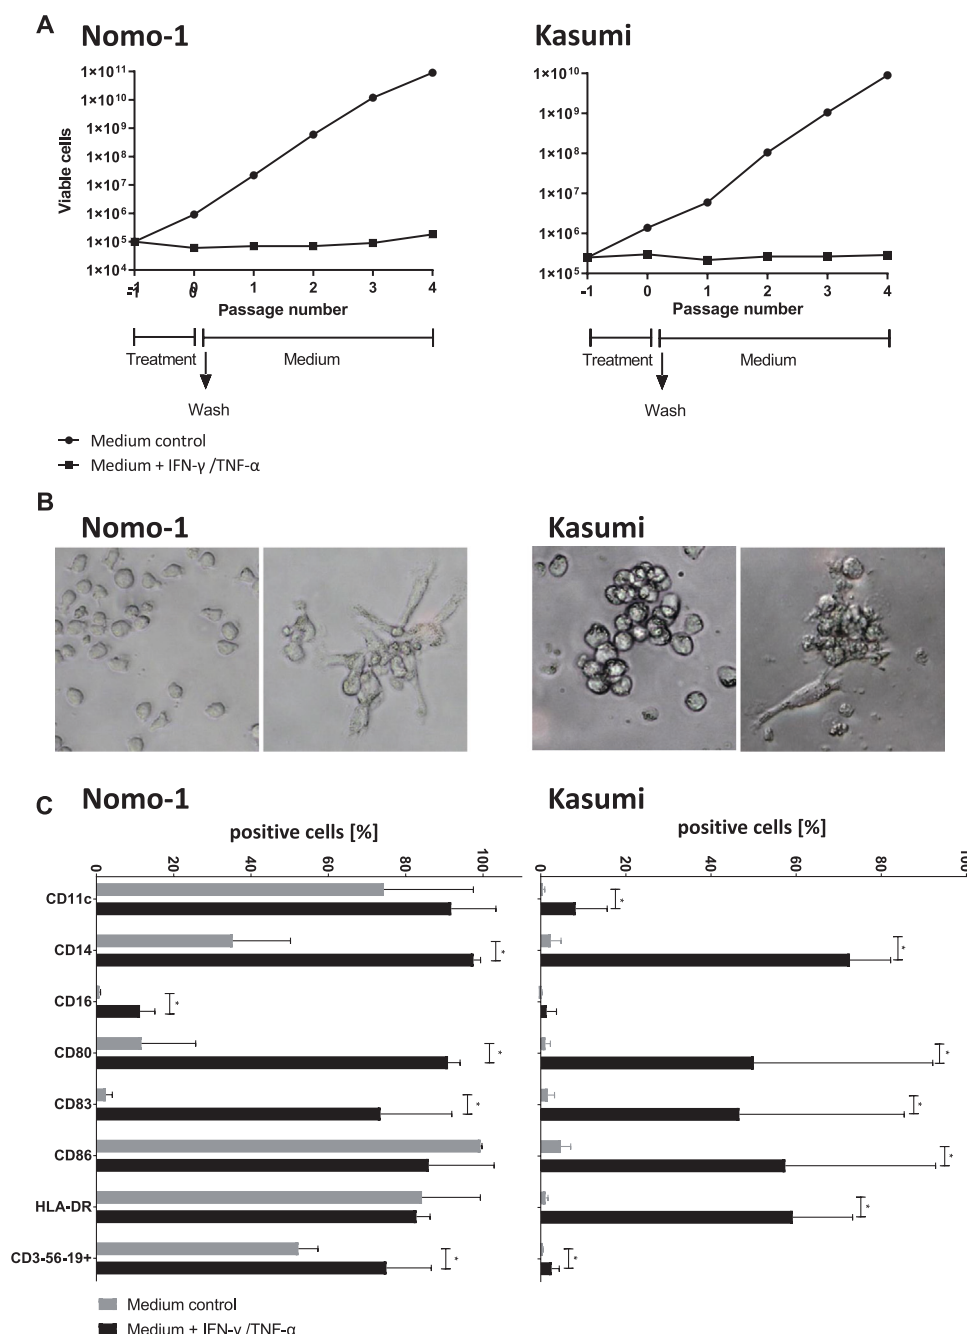 A
Nomo-1
Kasumi
Viable cells
1×10¹¹
1×10¹⁰
1×10⁹
1×10⁸
1×10⁷
1×10⁶
1×10⁵
1×10⁴
-1 0 1 2 3 4
Passage number
Treatment
Medium
Wash
1×10¹⁰
1×10⁹
1×10⁸
1×10⁷
1×10⁶
1×10⁵
-1 0 1 2 3 4
Passage number
Treatment
Medium
Wash
Medium control
Medium + IFN-γ /TNF-α
B
Nomo-1
Kasumi
C
Nomo-1
Kasumi
positive cells [%]
0 20 40 60 80 100
positive cells [%]
0 20 40 60 80 100
CD11c
*
CD14
* *
CD16
*
CD80
* *
CD83
* *
CD86
*
HLA-DR
*
CD3-56-19+
* *
Medium control
Medium + IFN-γ /TNF-α